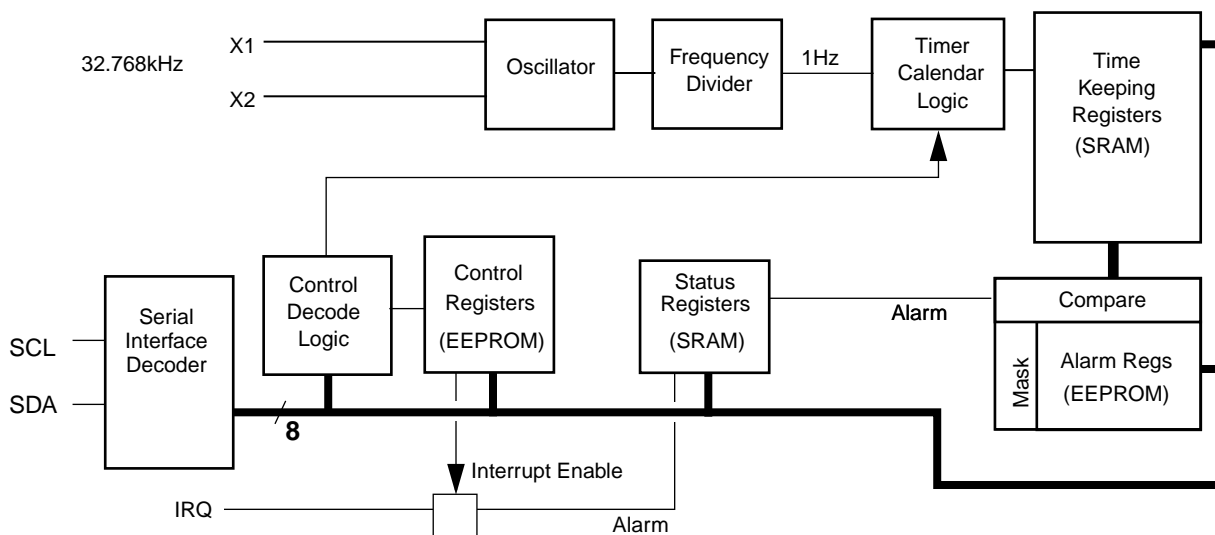 32.768kHz
X1
X2
Oscillator
Frequency
Divider
1Hz
Timer
Calendar
Logic
Time
Keeping
Registers
(SRAM)
Control
Decode
Logic
Control
Registers
(EEPROM)
Status
Registers
(SRAM)
Alarm
Compare
Mask
Alarm Regs
(EEPROM)
Serial
Interface
Decoder
SCL
SDA
8
Interrupt Enable
IRQ
Alarm